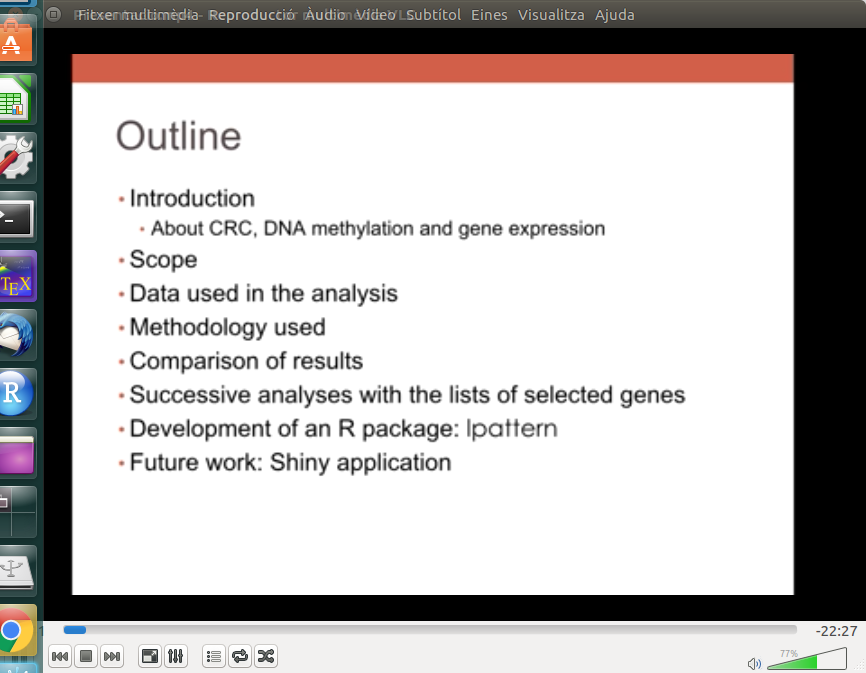 Fitxer multimèdia Reproducció Àudio Vídeo Subtítol Eines Visualitza Ajuda
Outline
• Introduction
• About CRC, DNA methylation and gene expression
• Scope
• Data used in the analysis
• Methodology used
• Comparison of results
• Successive analyses with the lists of selected genes
• Development of an R package: lpattern
• Future work: Shiny application
TEX
R
-22:27
77%